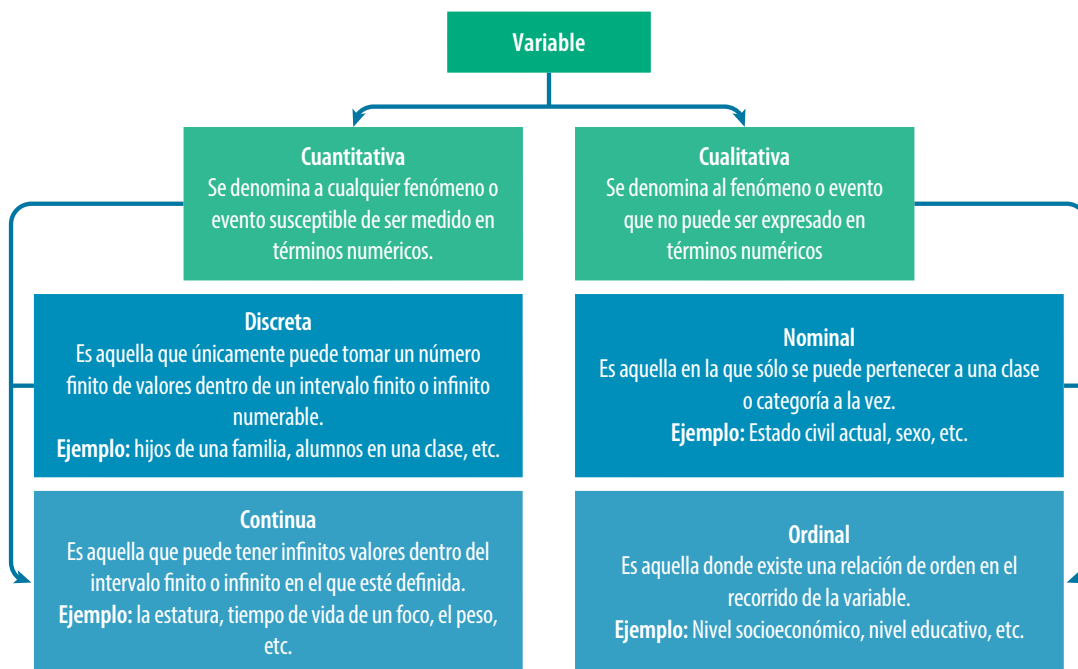 Variable
Cuantitativa
Se denomina a cualquier fenómeno o
evento susceptible de ser medido en
términos numéricos.
Cualitativa
Se denomina al fenómeno o evento
que no puede ser expresado en
términos numéricos
Discreta
Es aquella que únicamente puede tomar un número
finito de valores dentro de un intervalo finito o infinito
numerable.
Ejemplo: hijos de una familia, alumnos en una clase, etc.
Nominal
Es aquella en la que sólo se puede pertenecer a una clase
o categoría a la vez.
Ejemplo: Estado civil actual, sexo, etc.
Continua
Es aquella que puede tener infinitos valores dentro del
intervalo finito o infinito en el que esté definida.
Ejemplo: la estatura, tiempo de vida de un foco, el peso,
etc.
Ordinal
Es aquella donde existe una relación de orden en el
recorrido de la variable.
Ejemplo: Nivel socioeconómico, nivel educativo, etc.